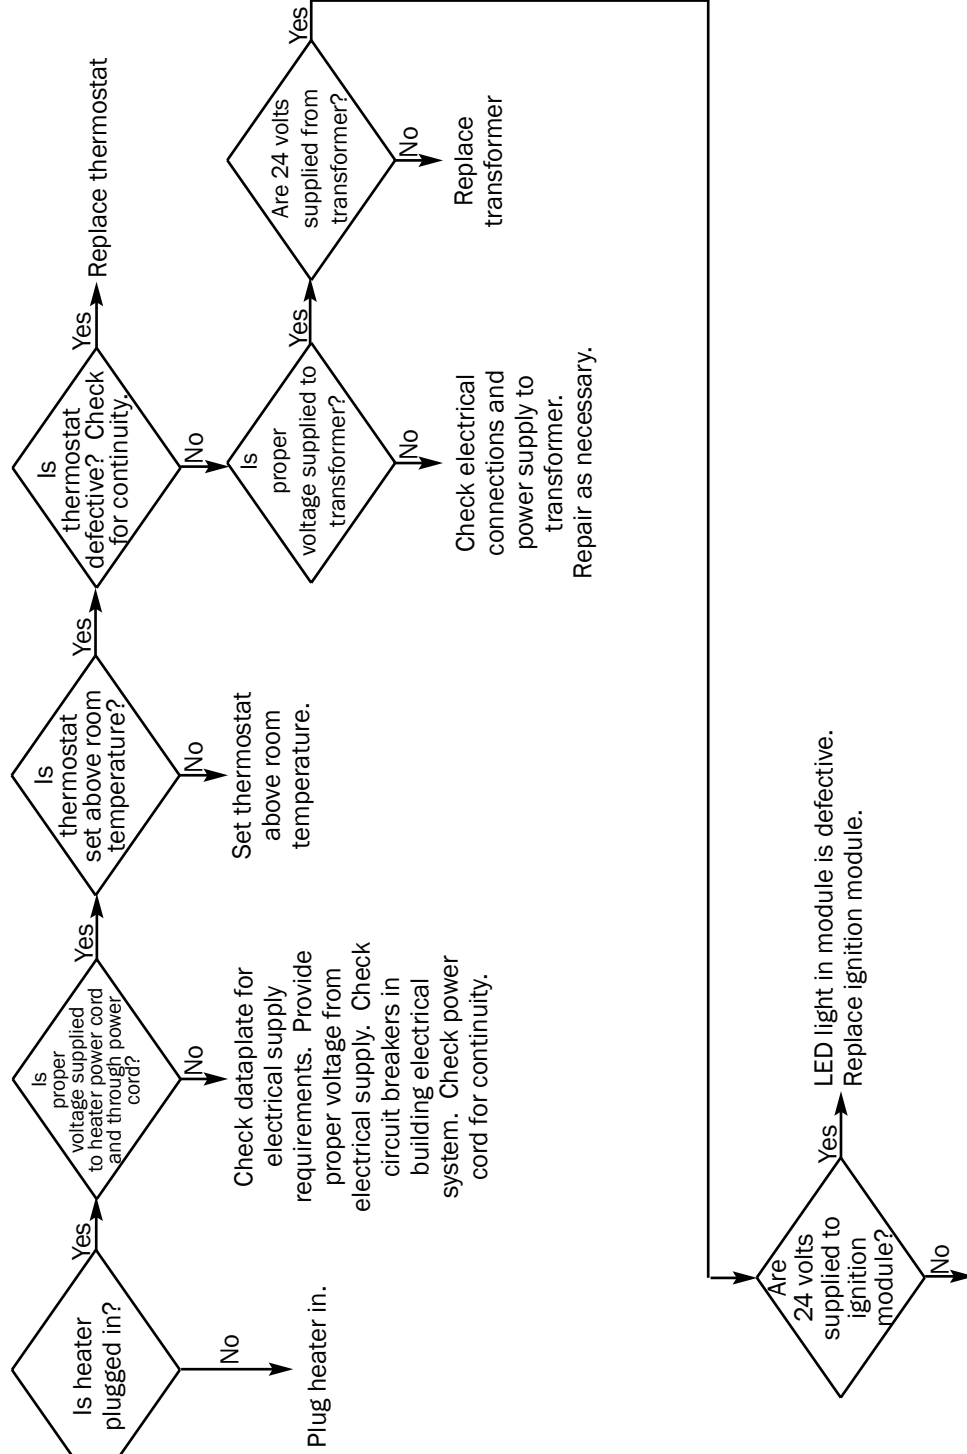 Is heater
plugged in?
Yes
No
Plug heater in.
Is
proper
voltage supplied
to heater power cord
and through power
cord?
Yes
No
Check dataplate for
electrical supply
requirements. Provide
proper voltage from
electrical supply. Check
circuit breakers in
building electrical
system. Check power
cord for continuity.
Is
thermostat
set above room
temperature?
Yes
No
Set thermostat
above room
temperature.
Is
thermostat
defective? Check
for continuity.
Yes
Replace thermostat
No
Is
proper
voltage supplied to
transformer?
Yes
No
Check electrical
connections and
power supply to
transformer.
Repair as necessary.
Are 24 volts
supplied from
transformer?
Yes
No
Replace
transformer
Are
24 volts
supplied to
ignition
module?
Yes
LED light in module is defective.
Replace ignition module.
No